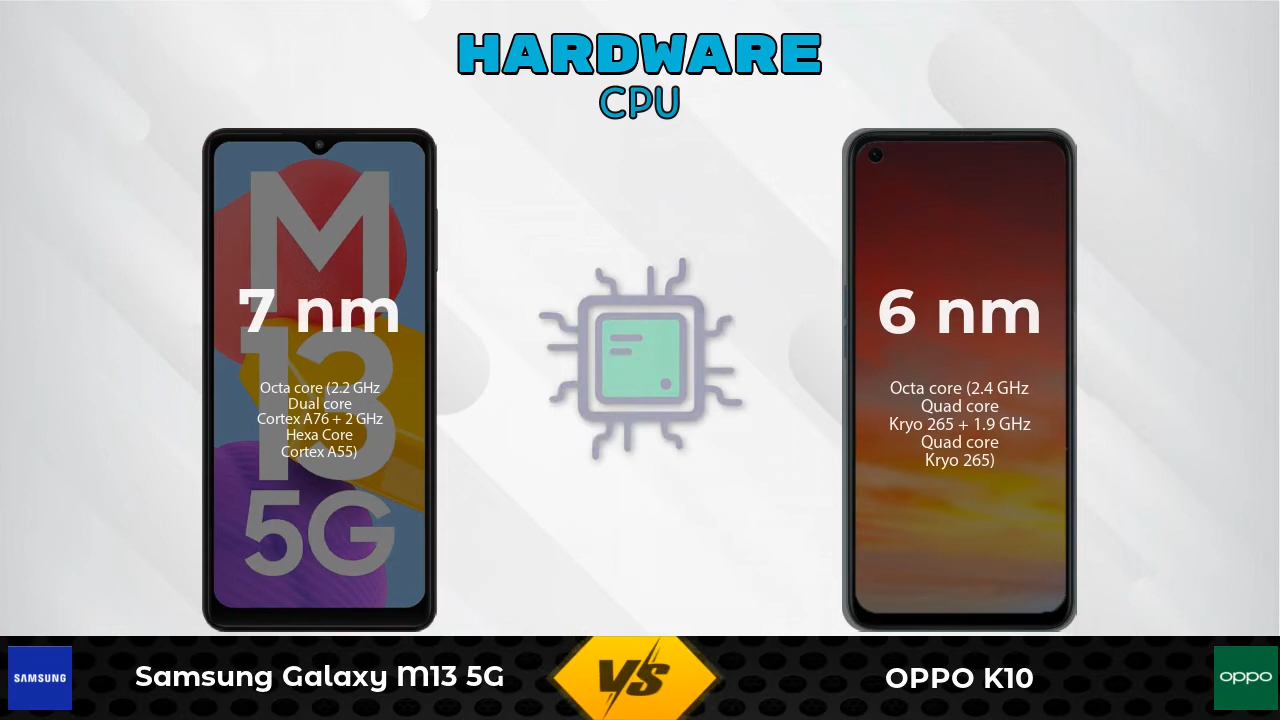 HARDWARE
CPU
M
13
5G
7 nm
Octa core (2.2 GHz
Dual core
Cortex A76 + 2 GHz
Hexa Core
Cortex A55)
6 nm
Octa core (2.4 GHz
Quad core
Kryo 265 + 1.9 GHz
Quad core
Kryo 265)
SAMSUNG
Samsung Galaxy M13 5G
VS
OPPO K10
oppo